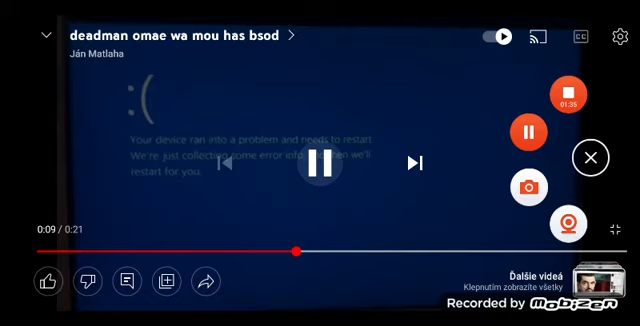 deadman omae wa mou has bsod
Ján Matlaha
CC
01:35
:(
Your device ran into a problem and needs to restart
We're just collecting some error info, and then we'll
restart for you.
0:09 / 0:21
Ďalšie videá
Klepnutím zobrazíte všetky
Recorded by Mobizen